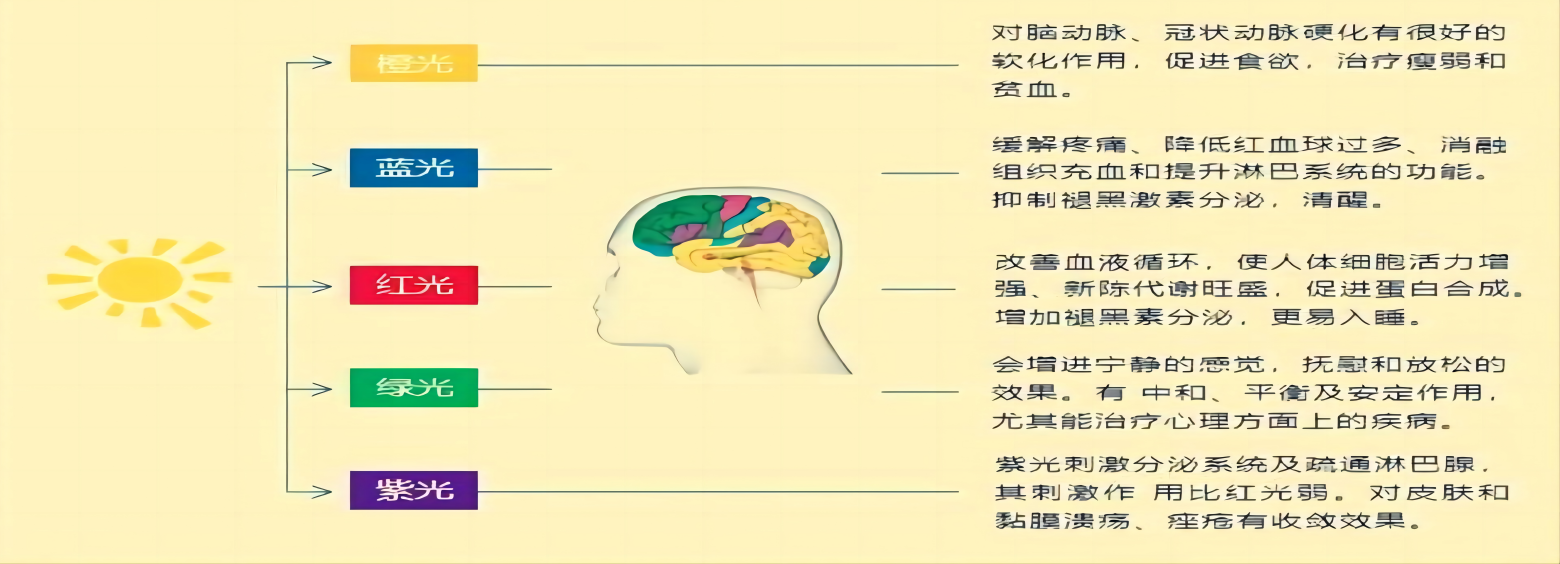 橙光
对脑动脉、冠状动脉硬化有很好的
软化作用，促进食欲，治疗瘦弱和
贫血。
蓝光
缓解疼痛、降低红血球过多、消融
组织充血和提升淋巴系统的功能。
抑制褪黑激素分泌，清醒。
红光
改善血液循环，使人体细胞活力增
强、新陈代谢旺盛，促进蛋白合成。
增加褪黑素分泌，更易入睡。
绿光
会增进宁静的感觉，抚慰和放松的
效果。有 中和、平衡及安定作用，
尤其能治疗心理方面上的疾病。
紫光
紫光刺激分泌系统及疏通淋巴腺，
其刺激作 用比红光弱。对皮肤和
黏膜溃疡、痤疮有收敛效果。